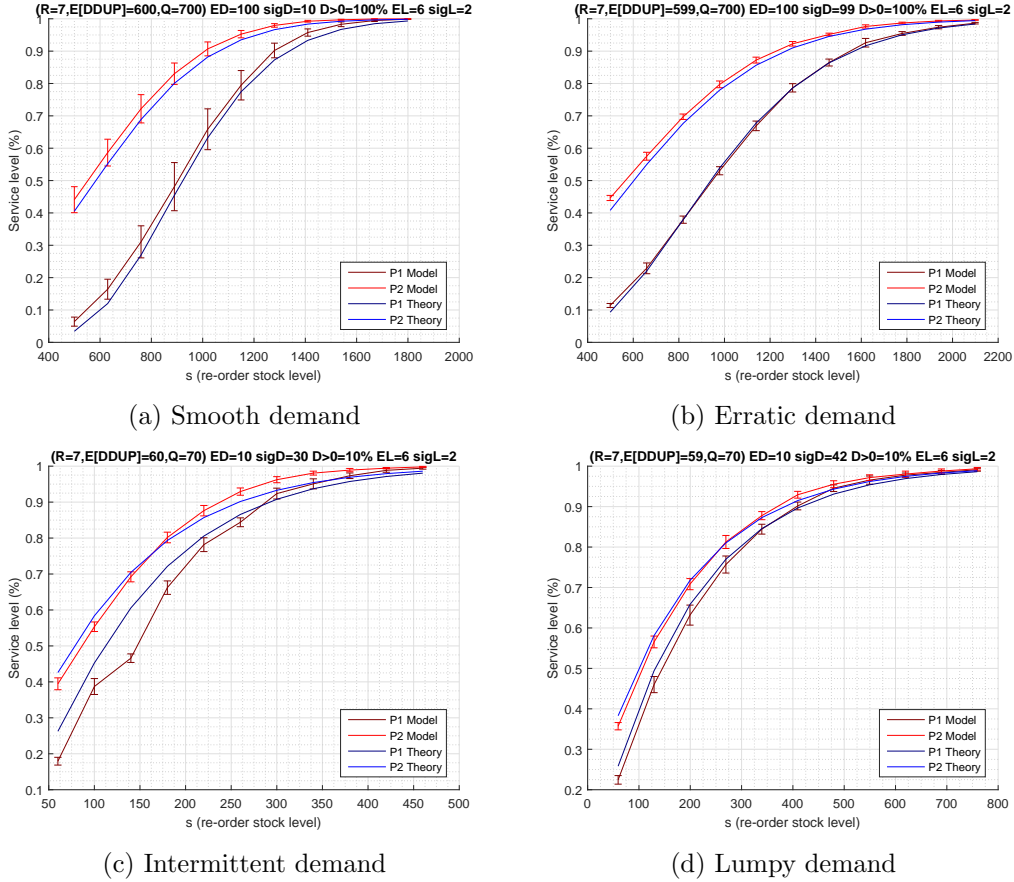 (R=7,E[DDUP]=600,Q=700) ED=100 sigD=10 D>0=100% EL=6 sigL=2
Service level (%)
1
0.9
0.8
0.7
0.6
0.5
0.4
0.3
0.2
0.1
0
400 600 800 1000 1200 1400 1600 1800 2000
s (re-order stock level)
P1 Model
P2 Model
P1 Theory
P2 Theory
(a) Smooth demand
(R=7,E[DDUP]=599,Q=700) ED=100 sigD=99 D>0=100% EL=6 sigL=2
Service level (%)
1
0.9
0.8
0.7
0.6
0.5
0.4
0.3
0.2
0.1
0
400 600 800 1000 1200 1400 1600 1800 2000 2200
s (re-order stock level)
P1 Model
P2 Model
P1 Theory
P2 Theory
(b) Erratic demand
(R=7,E[DDUP]=60,Q=70) ED=10 sigD=30 D>0=10% EL=6 sigL=2
Service level (%)
1
0.9
0.8
0.7
0.6
0.5
0.4
0.3
0.2
0.1
50 100 150 200 250 300 350 400 450 500
s (re-order stock level)
P1 Model
P2 Model
P1 Theory
P2 Theory
(c) Intermittent demand
(R=7,E[DDUP]=59,Q=70) ED=10 sigD=42 D>0=10% EL=6 sigL=2
Service level (%)
1
0.9
0.8
0.7
0.6
0.5
0.4
0.3
0.2
0 100 200 300 400 500 600 700 800
s (re-order stock level)
P1 Model
P2 Model
P1 Theory
P2 Theory
(d) Lumpy demand